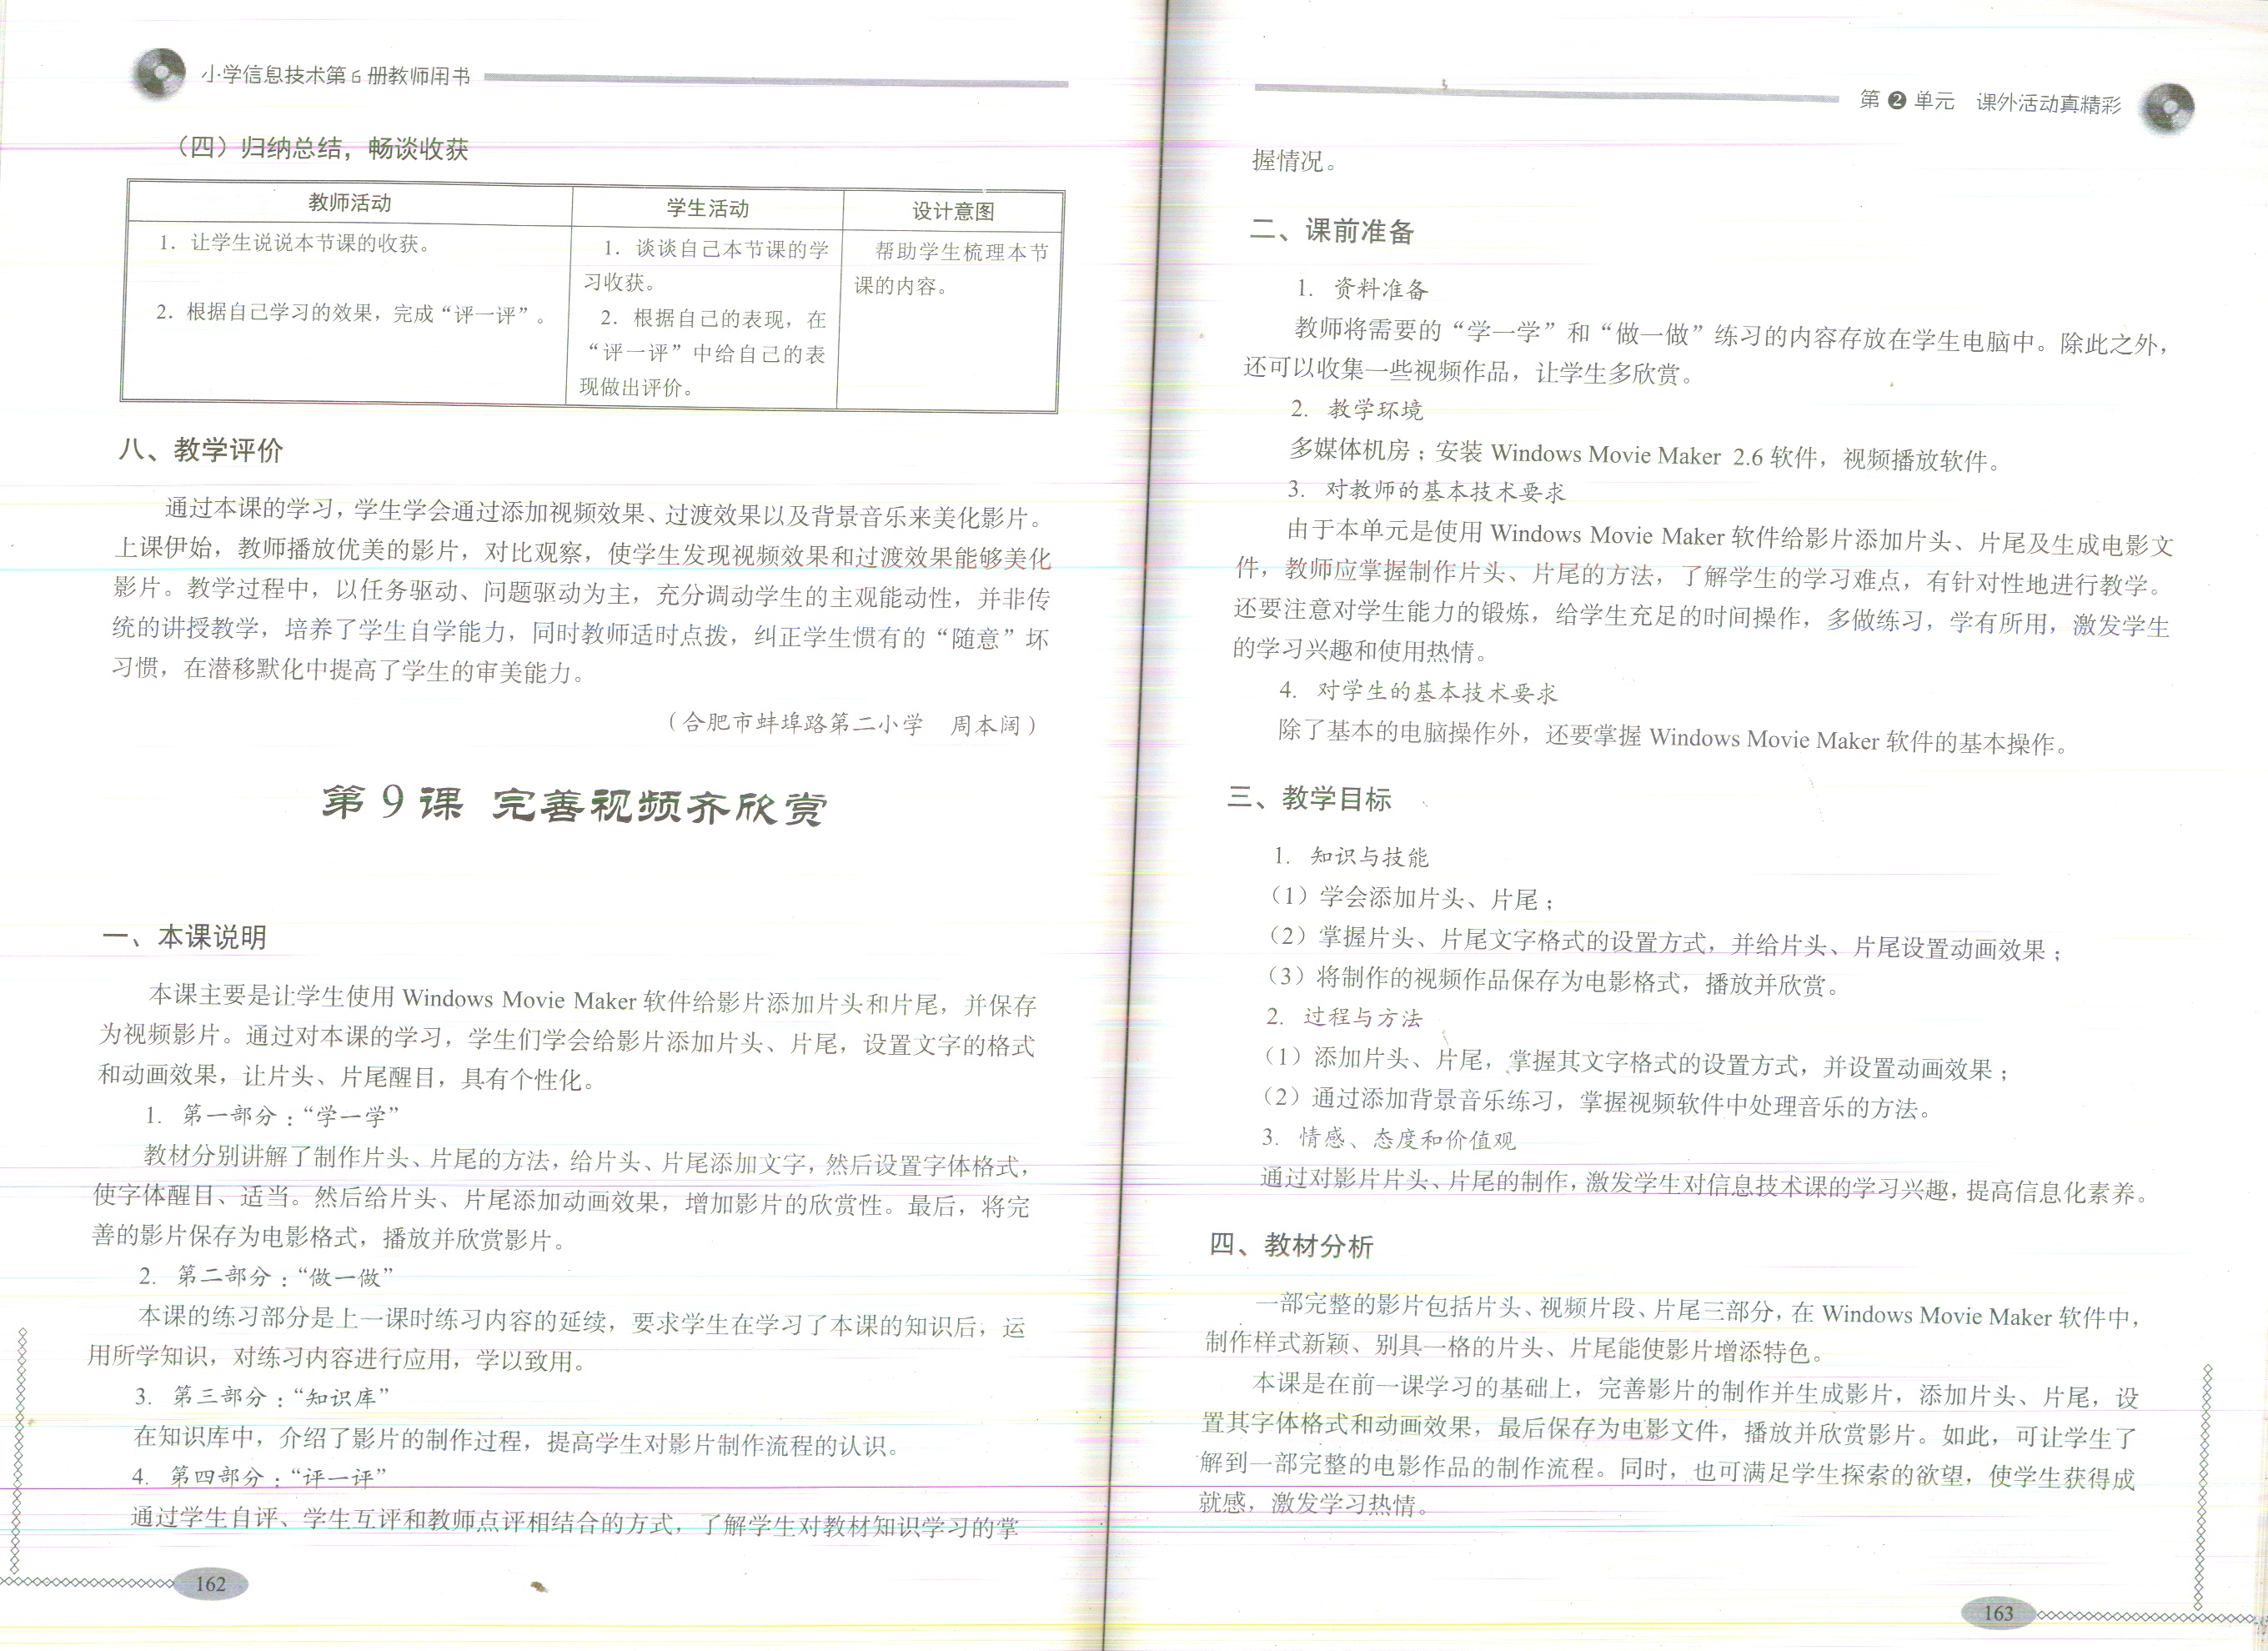 小学信息技术第6册教师用书
（四）归纳总结，畅谈收获
教师活动 学生活动 设计意图
1. 让学生说说本节课的收获。
2. 根据自己学习的效果，完成“评一评”。
1. 谈谈自己本节课的学
习收获。
2. 根据自己的表现，在
“评一评”中给自己的表
现做出评价。
帮助学生梳理本节
课的内容。
八、教学评价
通过本课的学习，学生学会通过添加视频效果、过渡效果以及背景音乐来美化影片。
上课伊始，教师播放优美的影片，对比观察，使学生发现视频效果和过渡效果能够美化
影片。教学过程中，以任务驱动、问题驱动为主，充分调动学生的主观能动性，并非传
统的讲授教学，培养了学生自学能力，同时教师适时点拨，纠正学生惯有的“随意”坏
习惯，在潜移默化中提高了学生的审美能力。
（合肥市蚌埠路第二小学 周本阔）
第 9 课 完善视频齐欣赏
一、本课说明
本课主要是让学生使用 Windows Movie Maker 软件给影片添加片头和片尾，并保存
为视频影片。通过对本课的学习，学生们学会给影片添加片头、片尾，设置文字的格式
和动画效果，让片头、片尾醒目，具有个性化。
1. 第一部分：“学一学”
教材分别讲解了制作片头、片尾的方法，给片头、片尾添加文字，然后设置字体格式，
使字体醒目、适当。然后给片头、片尾添加动画效果，增加影片的欣赏性。最后，将完
善的影片保存为电影格式，播放并欣赏影片。
2. 第二部分：“做一做”
本课的练习部分是上一课时练习内容的延续，要求学生在学习了本课的知识后，运
用所学知识，对练习内容进行应用，学以致用。
3. 第三部分：“知识库”
在知识库中，介绍了影片的制作过程，提高学生对影片制作流程的认识。
4. 第四部分：“评一评”
通过学生自评、学生互评和教师点评相结合的方式，了解学生对教材知识学习的掌
162
第2单元 课外活动真精彩
握情况。
二、课前准备
1. 资料准备
教师将需要的“学一学”和“做一做”练习的内容存放在学生电脑中。除此之外，
还可以收集一些视频作品，让学生多欣赏。
2. 教学环境
多媒体机房；安装 Windows Movie Maker 2.6 软件，视频播放软件。
3. 对教师的基本技术要求
由于本单元是使用 Windows Movie Maker 软件给影片添加片头、片尾及生成电影文
件，教师应掌握制作片头、片尾的方法，了解学生的学习难点，有针对性地进行教学。
还要注意对学生能力的锻炼，给学生充足的时间操作，多做练习，学有所用，激发学生
的学习兴趣和使用热情。
4. 对学生的基本技术要求
除了基本的电脑操作外，还要掌握 Windows Movie Maker 软件的基本操作。
三、教学目标
1. 知识与技能
（1）学会添加片头、片尾；
（2）掌握片头、片尾文字格式的设置方式，并给片头、片尾设置动画效果；
（3）将制作的视频作品保存为电影格式，播放并欣赏。
2. 过程与方法
（1）添加片头、片尾，掌握其文字格式的设置方式，并设置动画效果；
（2）通过添加背景音乐练习，掌握视频软件中处理音乐的方法。
3. 情感、态度和价值观
通过对影片片头、片尾的制作，激发学生对信息技术课的学习兴趣，提高信息化素养。
四、教材分析
一部完整的影片包括片头、视频片段、片尾三部分，在 Windows Movie Maker 软件中，
制作样式新颖、别具一格的片头、片尾能使影片增添特色。
本课是在前一课学习的基础上，完善影片的制作并生成影片，添加片头、片尾，设
置其字体格式和动画效果，最后保存为电影文件，播放并欣赏影片。如此，可让学生了
解到一部完整的电影作品的制作流程。同时，也可满足学生探索的欲望，使学生获得成
就感，激发学习热情。
163